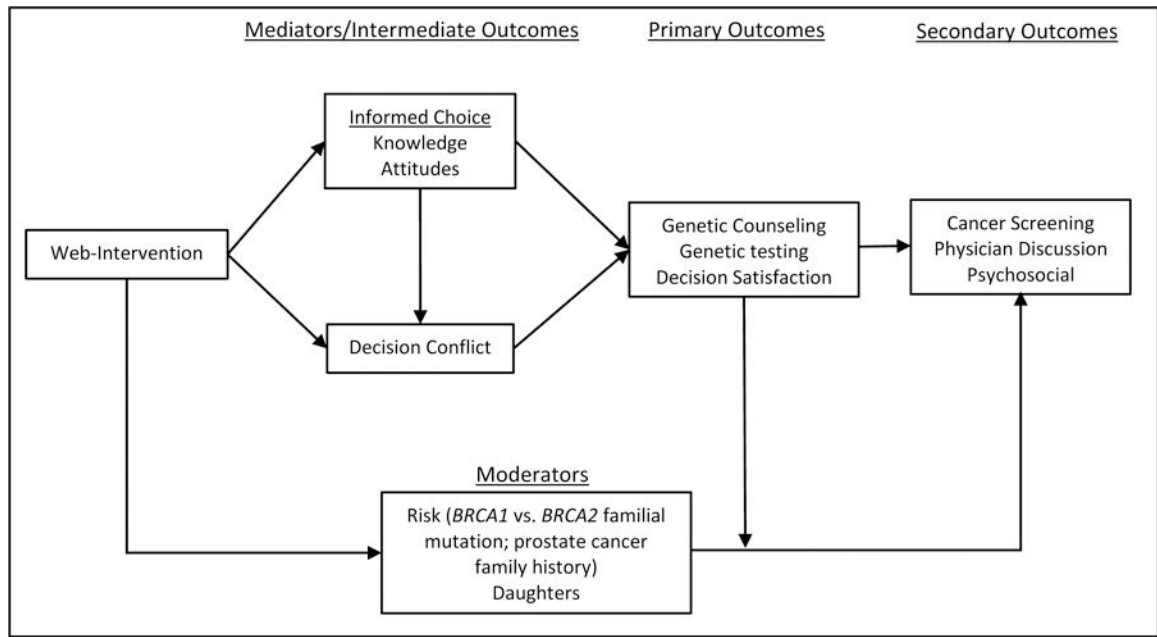 Mediators/Intermediate Outcomes
Primary Outcomes
Secondary Outcomes
Informed Choice
Knowledge
Attitudes
Web-Intervention
Genetic Counseling
Genetic testing
Decision Satisfaction
Cancer Screening
Physician Discussion
Psychosocial
Decision Conflict
Moderators
Risk (BRCA1 vs. BRCA2 familial
mutation; prostate cancer
family history)
Daughters